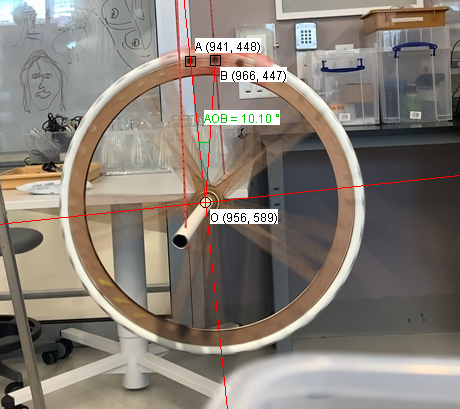 A (941, 448)
B (966, 447)
AOB = 10.10 °
O (956, 589)